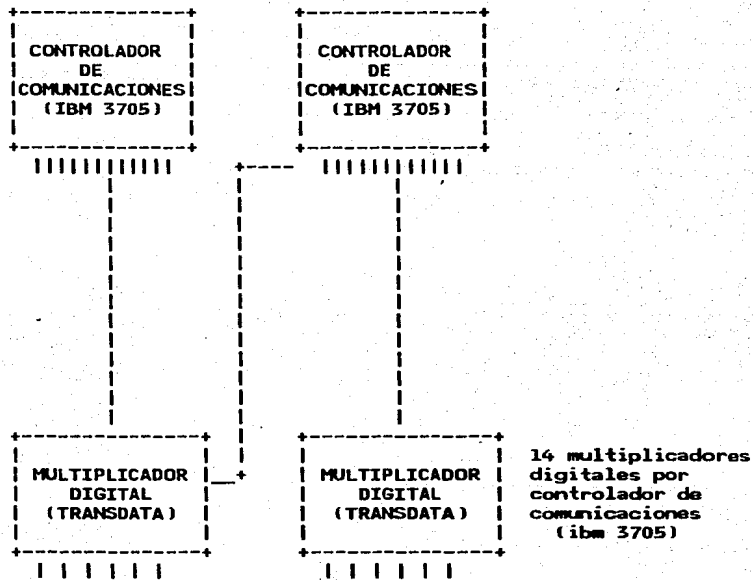 CONTROLADOR
DE
COMUNICACIONES
(IBM 3705)
CONTROLADOR
DE
COMUNICACIONES
(IBM 3705)
MULTIPLICADOR
DIGITAL
(TRANSDATA)
MULTIPLICADOR
DIGITAL
(TRANSDATA)
14 multiplicadores
digitales por
controlador de
comunicaciones
(ibm 3705)